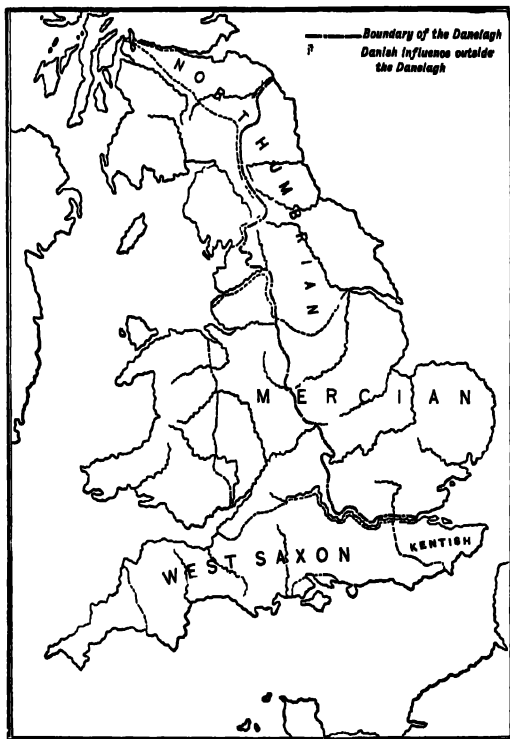 Boundary of the Danelagh
Danish influence outside
the Danelagh
NORTHUMBRIAN
MERCIAN
KENTISH
WEST SAXON